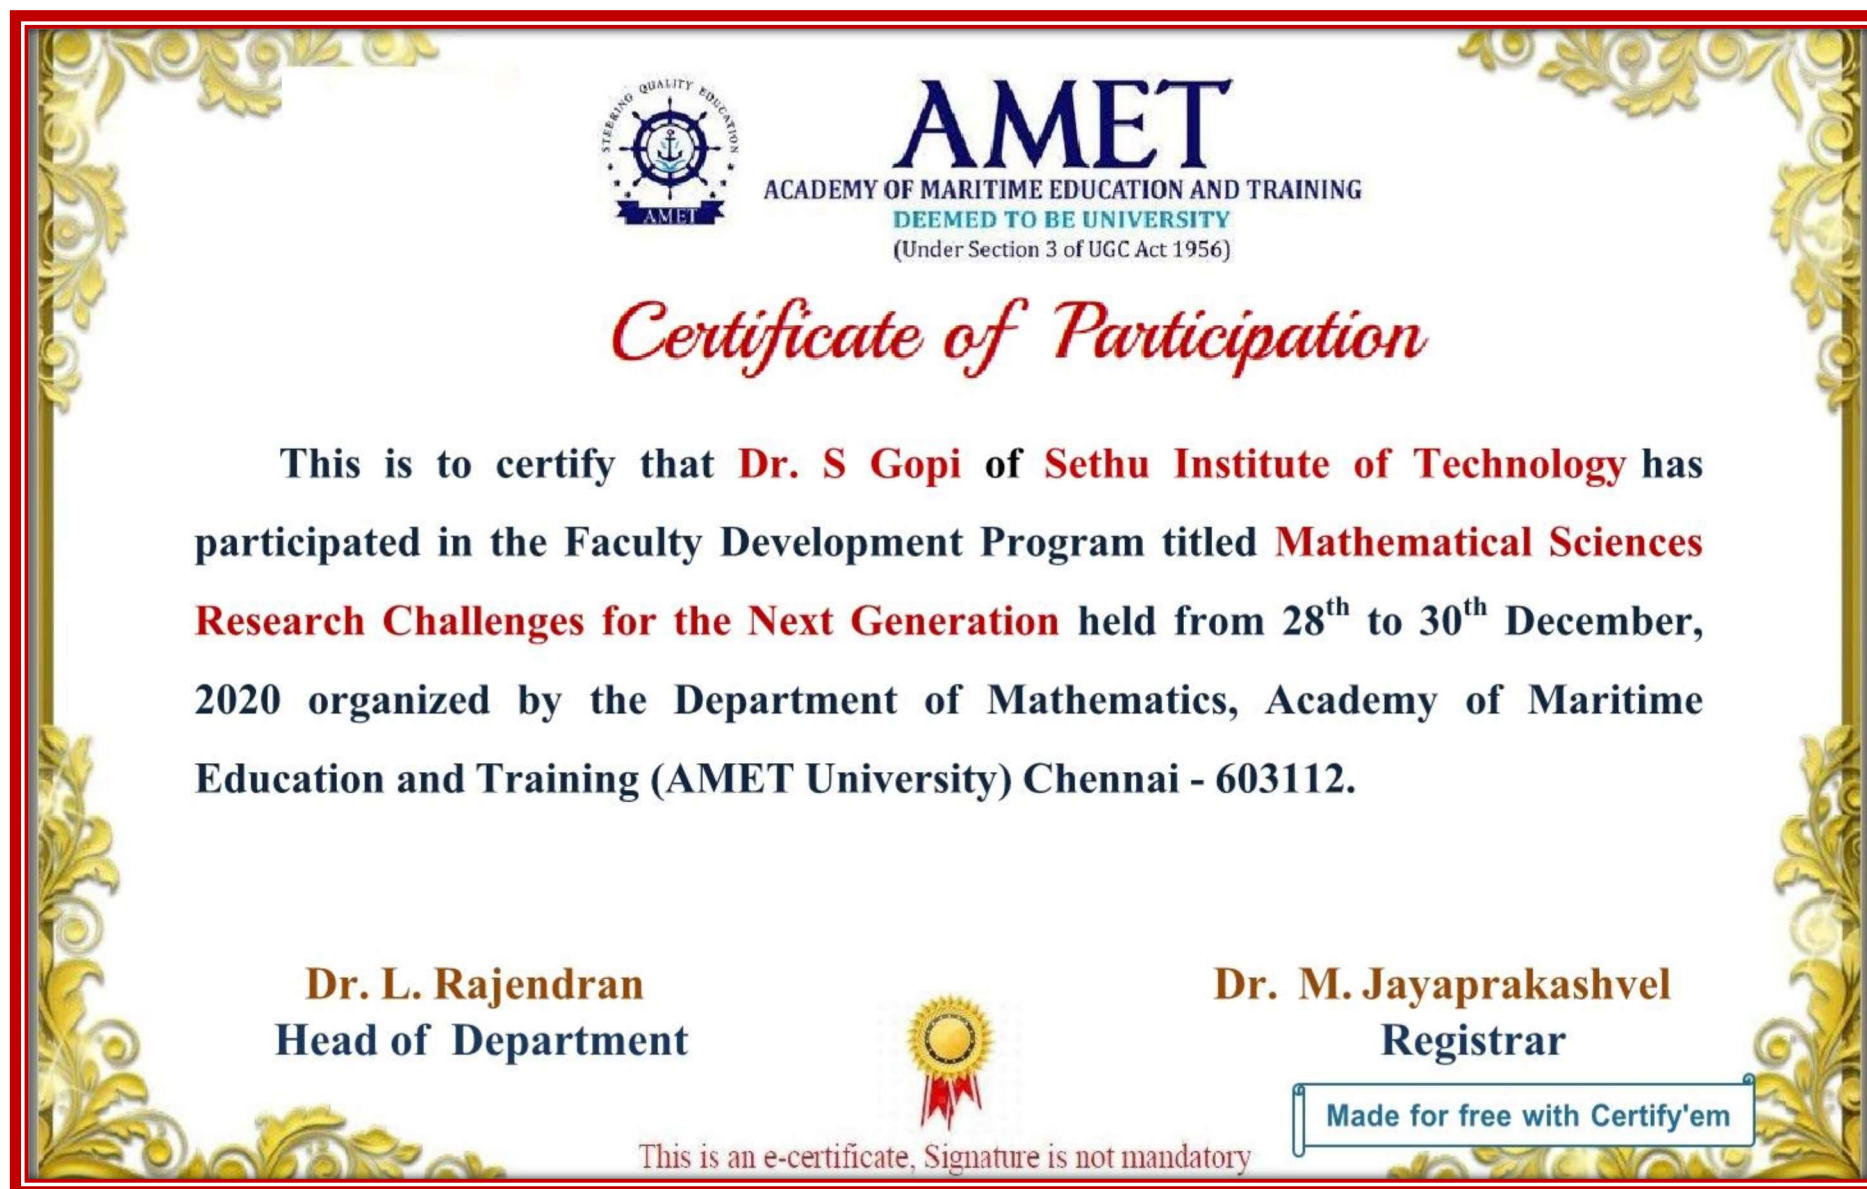 STEERING QUALITY EDUCATION
AMET
AMET
ACADEMY OF MARITIME EDUCATION AND TRAINING
DEEMED TO BE UNIVERSITY
(Under Section 3 of UGC Act 1956)
Certificate of Participation
This is to certify that Dr. S Gopi of Sethu Institute of Technology has
participated in the Faculty Development Program titled Mathematical Sciences
Research Challenges for the Next Generation held from 28th to 30th December,
2020 organized by the Department of Mathematics, Academy of Maritime
Education and Training (AMET University) Chennai - 603112.
Dr. L. Rajendran
Head of Department
Dr. M. Jayaprakashvel
Registrar
Made for free with Certify'em
This is an e-certificate, Signature is not mandatory